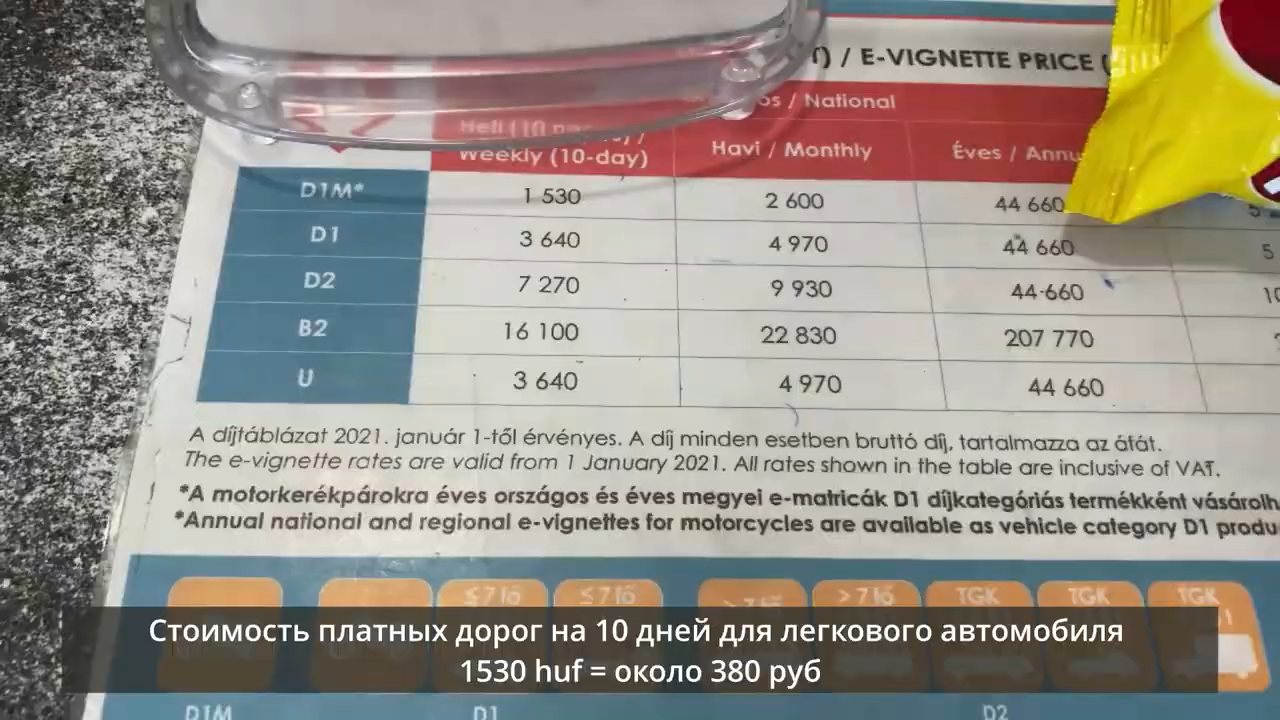 / E-VIGNETTE PRICE (
/ National
Weekly (10-day)
Havi / Monthly
Éves /
D1M* 1 530 2 600 44 660
D1 3 640 4 970 44 660 5
D2 7 270 9 930 44 660 10
B2 16 100 22 830 207 770
U 3 640 4 970 44 660
A díjtáblázat 2021. január 1-től érvényes. A díj minden esetben bruttó díj, tartalmazza az áfát.
The e-vignette rates are valid from 1 January 2021. All rates shown in the table are inclusive of VAT.
*A motorkerékpárokra éves országos és éves megyei e-matricák D1 díjkategóriás termékként
*Annual national and regional e-vignettes for motorcycles are available as vehicle category D1
≤7 fő ≤7 fő >7 fő >7 fő TGK TGK TGK
Стоимость платных дорог на 10 дней для легкового автомобиля
1530 huf = около 380 руб
D1M D1 D2